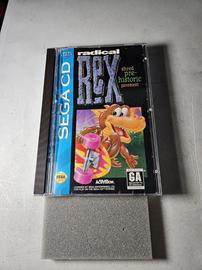 SEGA CD
radical
REX
shred
pre-
historic
pavement
SEGA
ACTIVISION
GA